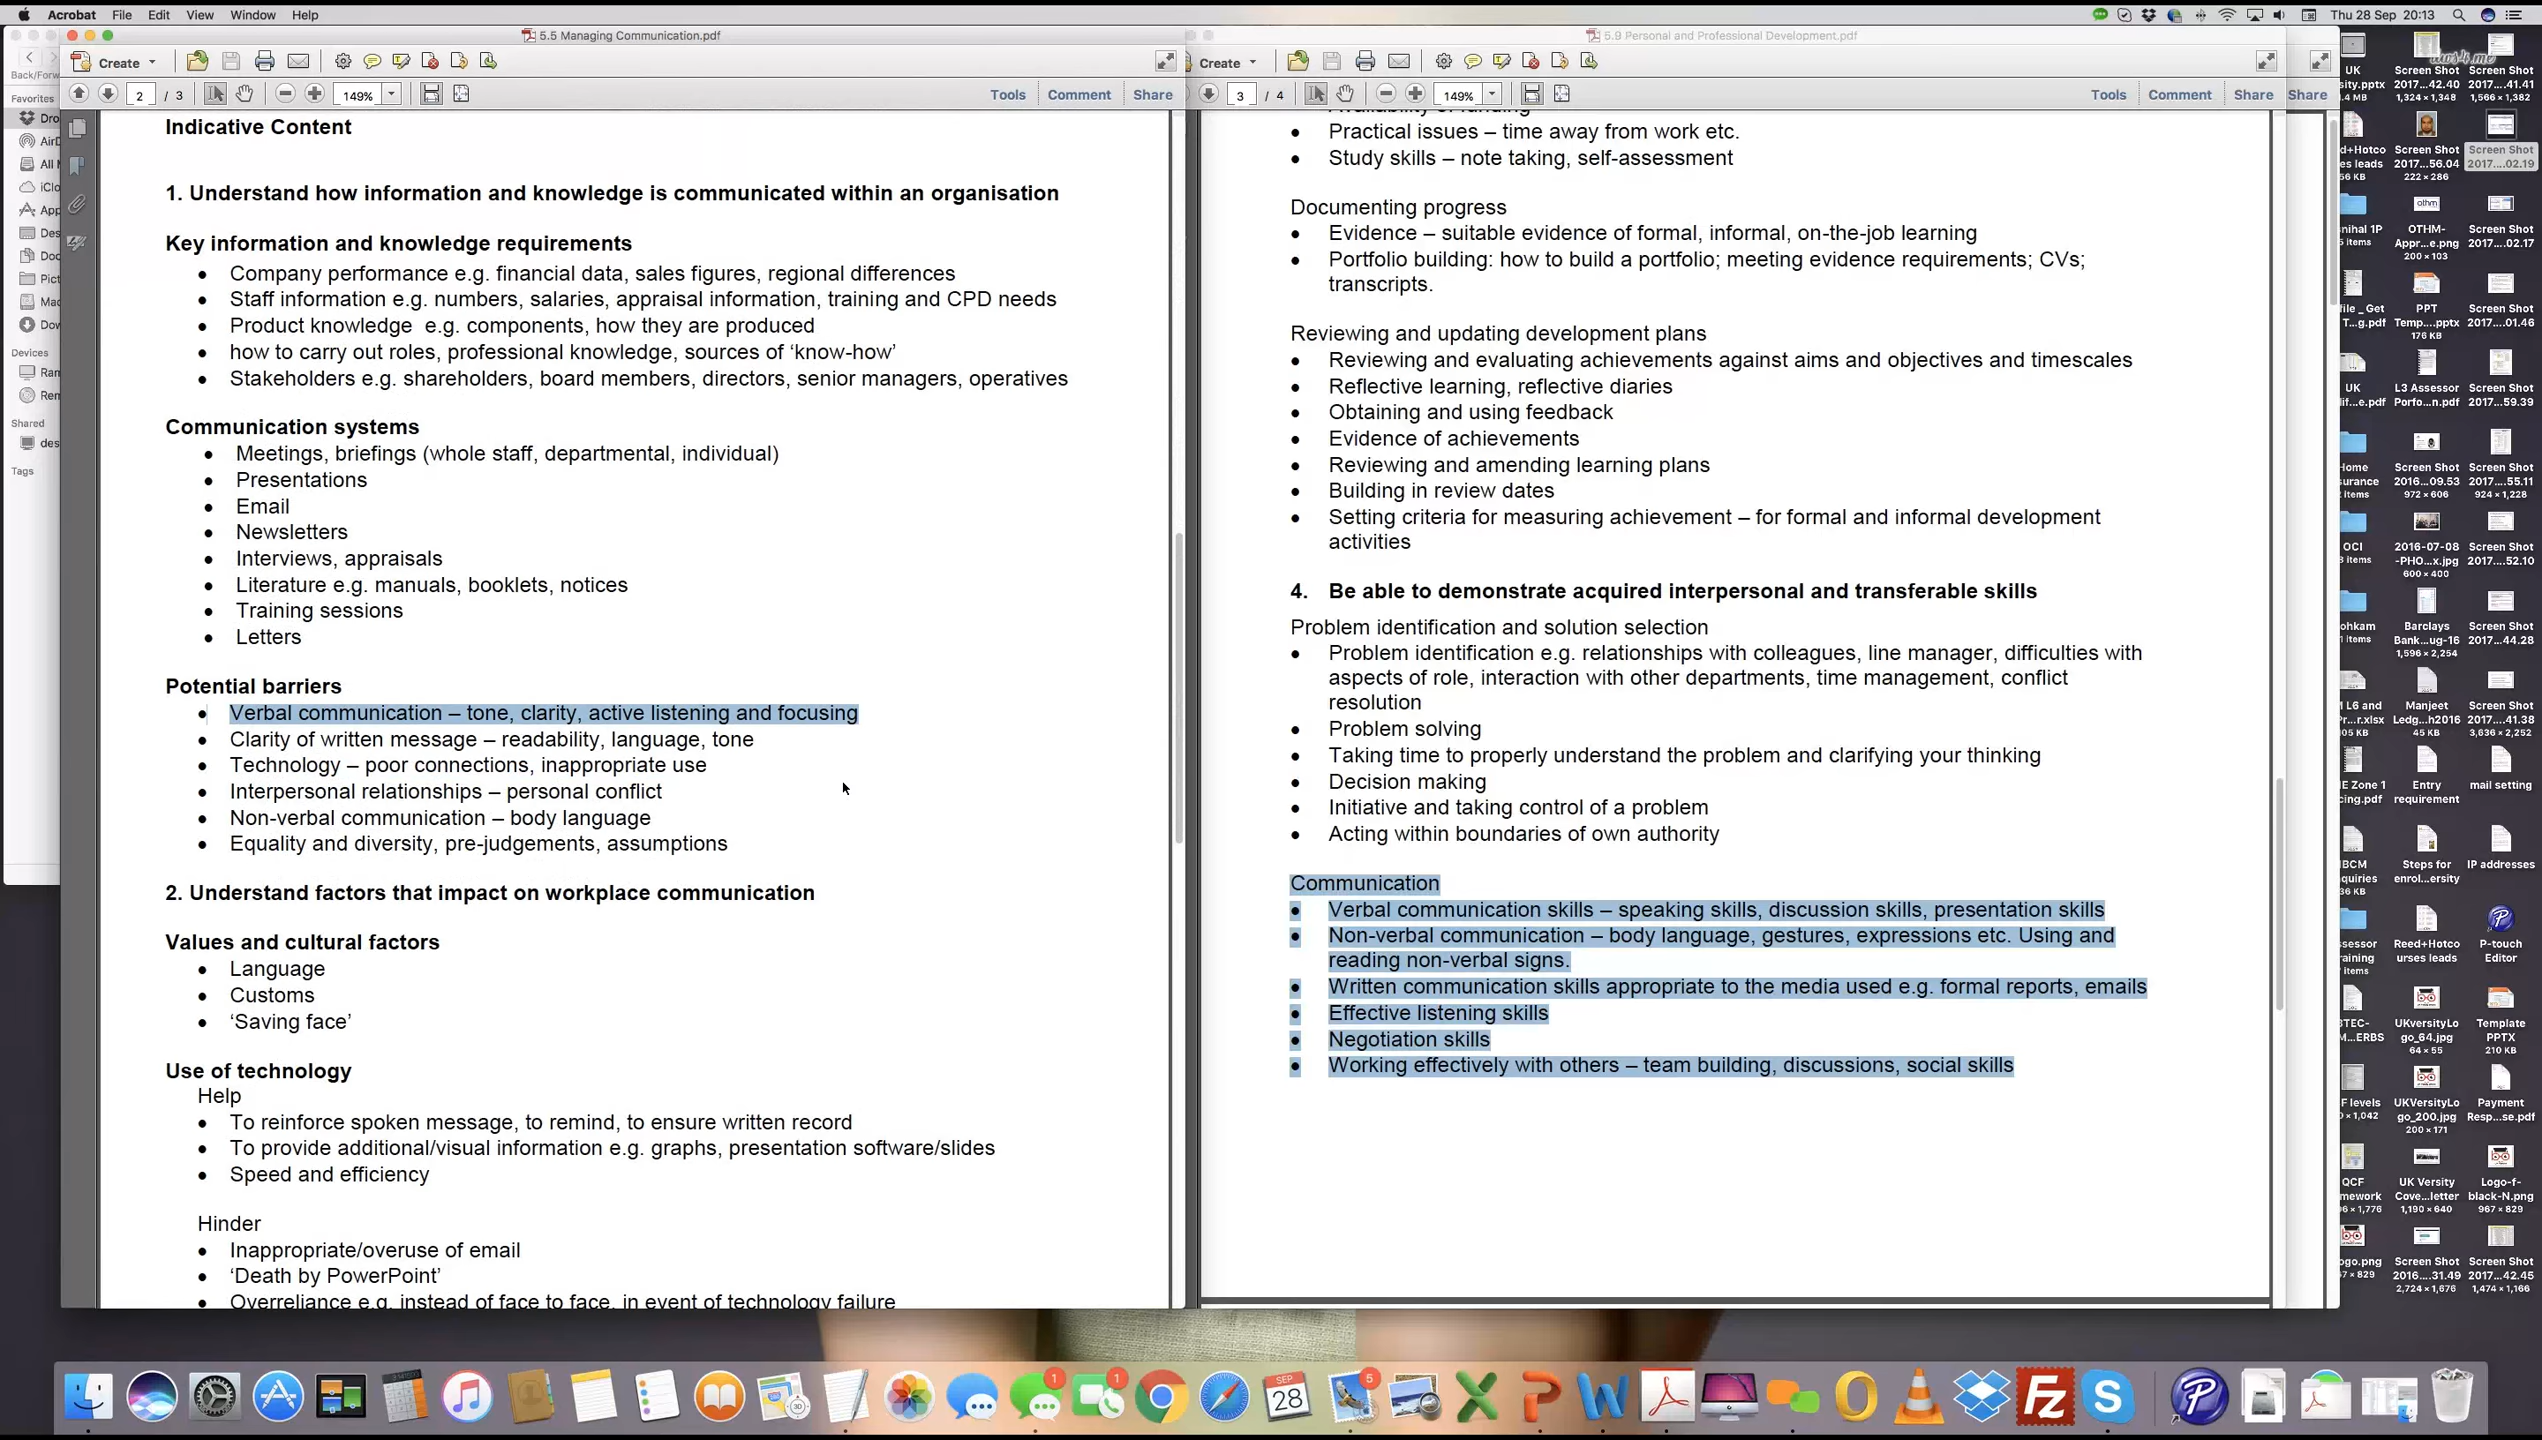 Acrobat File Edit View Window Help
Thu 28 Sep 20:13
5.5 Managing Communication.pdf
Create
2 / 3
149%
Tools Comment Share
Indicative Content
1. Understand how information and knowledge is communicated within an organisation
Key information and knowledge requirements
• Company performance e.g. financial data, sales figures, regional differences
• Staff information e.g. numbers, salaries, appraisal information, training and CPD needs
• Product knowledge e.g. components, how they are produced
• how to carry out roles, professional knowledge, sources of ‘know-how’
• Stakeholders e.g. shareholders, board members, directors, senior managers, operatives
Communication systems
• Meetings, briefings (whole staff, departmental, individual)
• Presentations
• Email
• Newsletters
• Interviews, appraisals
• Literature e.g. manuals, booklets, notices
• Training sessions
• Letters
Potential barriers
• Verbal communication – tone, clarity, active listening and focusing
• Clarity of written message – readability, language, tone
• Technology – poor connections, inappropriate use
• Interpersonal relationships – personal conflict
• Non-verbal communication – body language
• Equality and diversity, pre-judgements, assumptions
2. Understand factors that impact on workplace communication
Values and cultural factors
• Language
• Customs
• ‘Saving face’
Use of technology
Help
• To reinforce spoken message, to remind, to ensure written record
• To provide additional/visual information e.g. graphs, presentation software/slides
• Speed and efficiency
Hinder
• Inappropriate/overuse of email
• ‘Death by PowerPoint’
• Overreliance e.g. instead of face to face, in event of technology failure
5.9 Personal and Professional Development.pdf
Create
3 / 4
149%
Tools Comment Share Share
• Practical issues – time away from work etc.
• Study skills – note taking, self-assessment
Documenting progress
• Evidence – suitable evidence of formal, informal, on-the-job learning
• Portfolio building: how to build a portfolio; meeting evidence requirements; CVs;
transcripts.
Reviewing and updating development plans
• Reviewing and evaluating achievements against aims and objectives and timescales
• Reflective learning, reflective diaries
• Obtaining and using feedback
• Evidence of achievements
• Reviewing and amending learning plans
• Building in review dates
• Setting criteria for measuring achievement – for formal and informal development
activities
4. Be able to demonstrate acquired interpersonal and transferable skills
Problem identification and solution selection
• Problem identification e.g. relationships with colleagues, line manager, difficulties with
aspects of role, interaction with other departments, time management, conflict
resolution
• Problem solving
• Taking time to properly understand the problem and clarifying your thinking
• Decision making
• Initiative and taking control of a problem
• Acting within boundaries of own authority
Communication
• Verbal communication skills – speaking skills, discussion skills, presentation skills
• Non-verbal communication – body language, gestures, expressions etc. Using and
reading non-verbal signs.
• Written communication skills appropriate to the media used e.g. formal reports, emails
• Effective listening skills
• Negotiation skills
• Working effectively with others – team building, discussions, social skills
Favorites
Devices
Shared
Tags